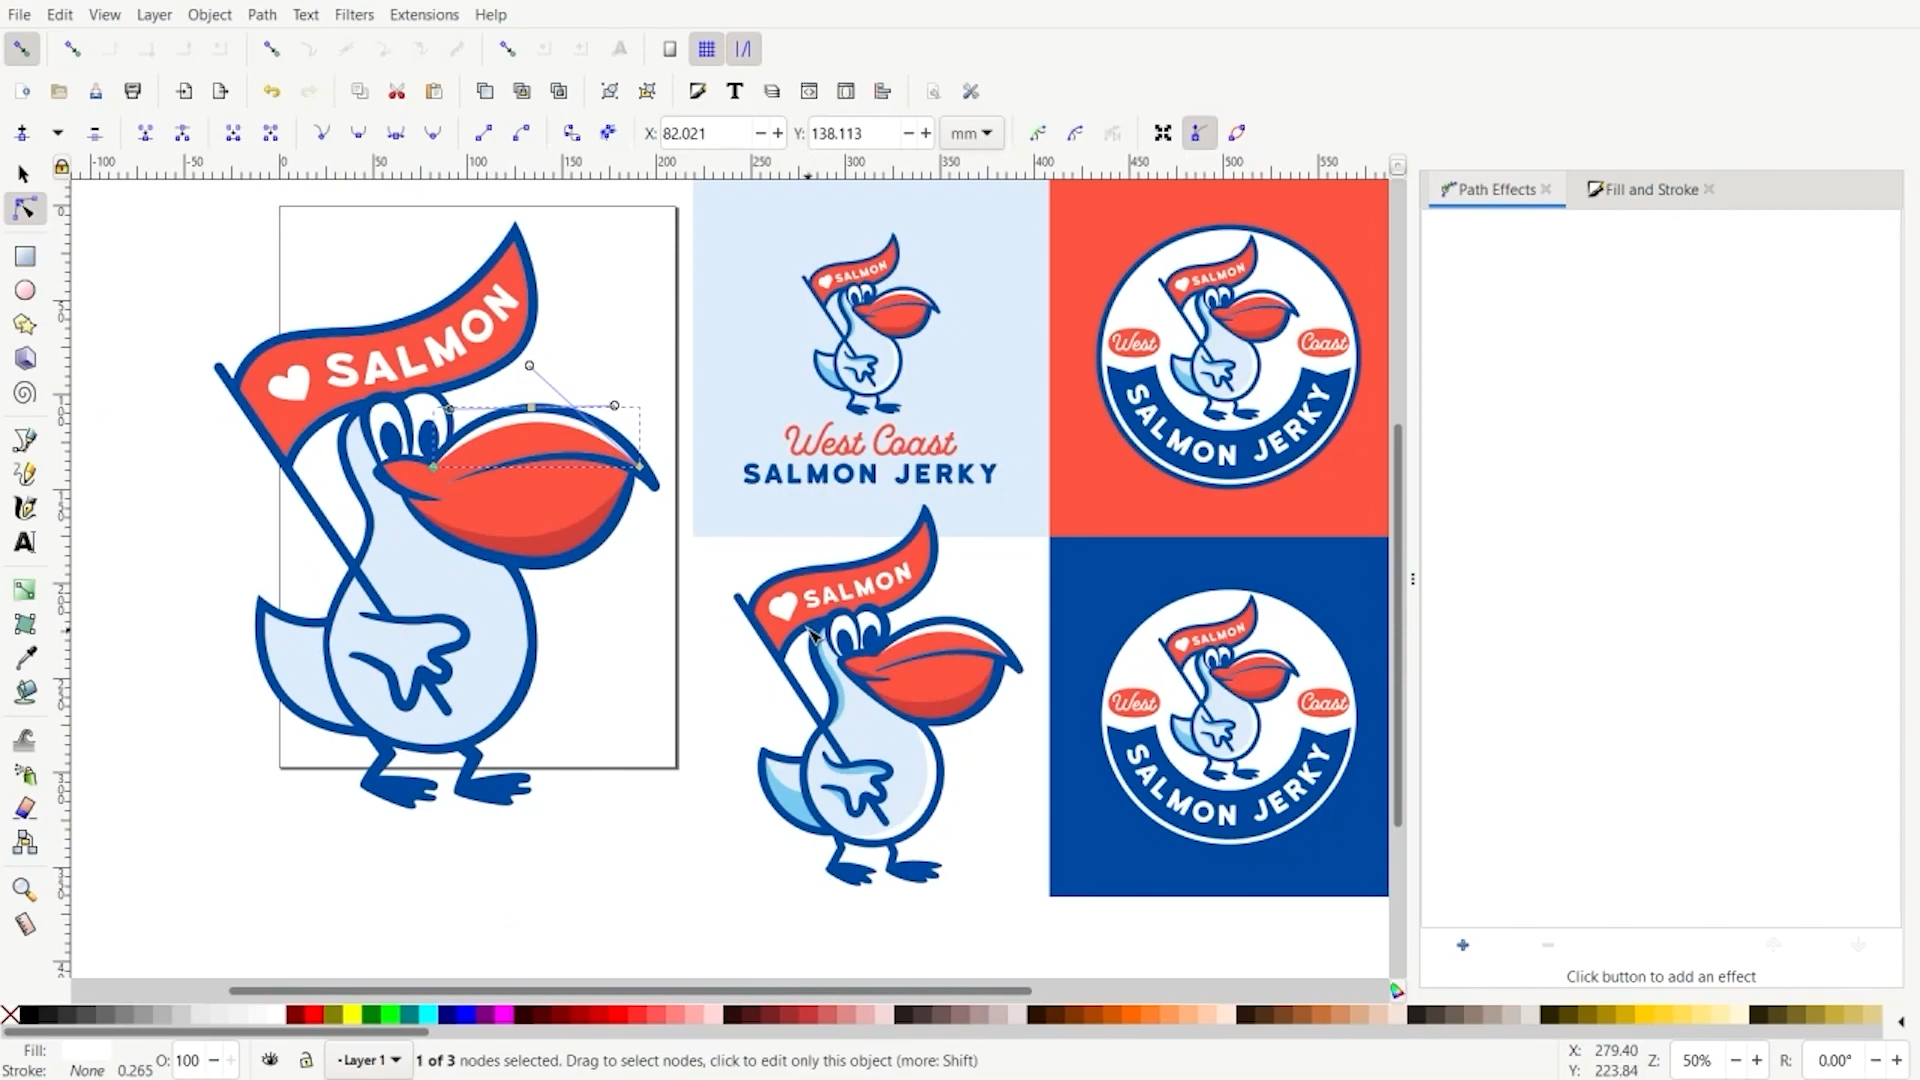 File Edit View Layer Object Path Text Filters Extensions Help
X: 82.021 Y: 138.113 mm
-100 -50 0 50 100 150 200 250 300 350 400 450 500 550
Path Effects Fill and Stroke
SALMON
SALMON
West Coast
SALMON JERKY
SALMON
West Coast
SALMON JERKY
SALMON
SALMON
West Coast
SALMON JERKY
Click button to add an effect
Fill:
Stroke: None 0.265 O: 100 Layer 1 1 of 3 nodes selected. Drag to select nodes, click to edit only this object (more: Shift) X: 279.40 Y: 223.84 Z: 50% R: 0.00°